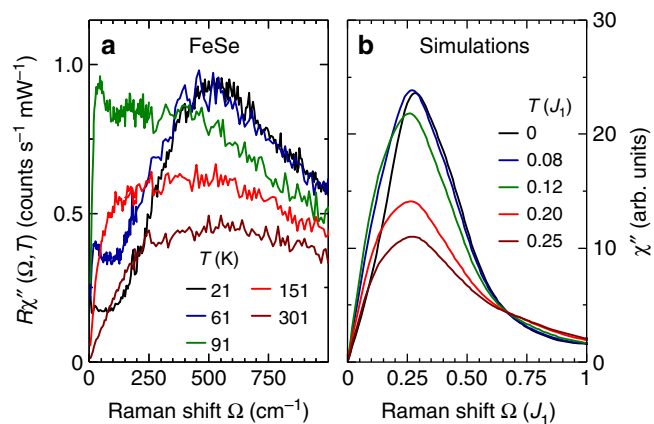 a FeSe
b Simulations
Rχ″ (Ω,T) (counts s⁻¹ mW⁻¹)
1.0
0.5
0
T (K)
21 151
61 301
91
0 250 500 750
Raman shift Ω (cm⁻¹)
T (J₁)
0
0.08
0.12
0.20
0.25
30
20
10
0
χ″ (arb. units)
0 0.25 0.50 0.75 1
Raman shift Ω (J₁)